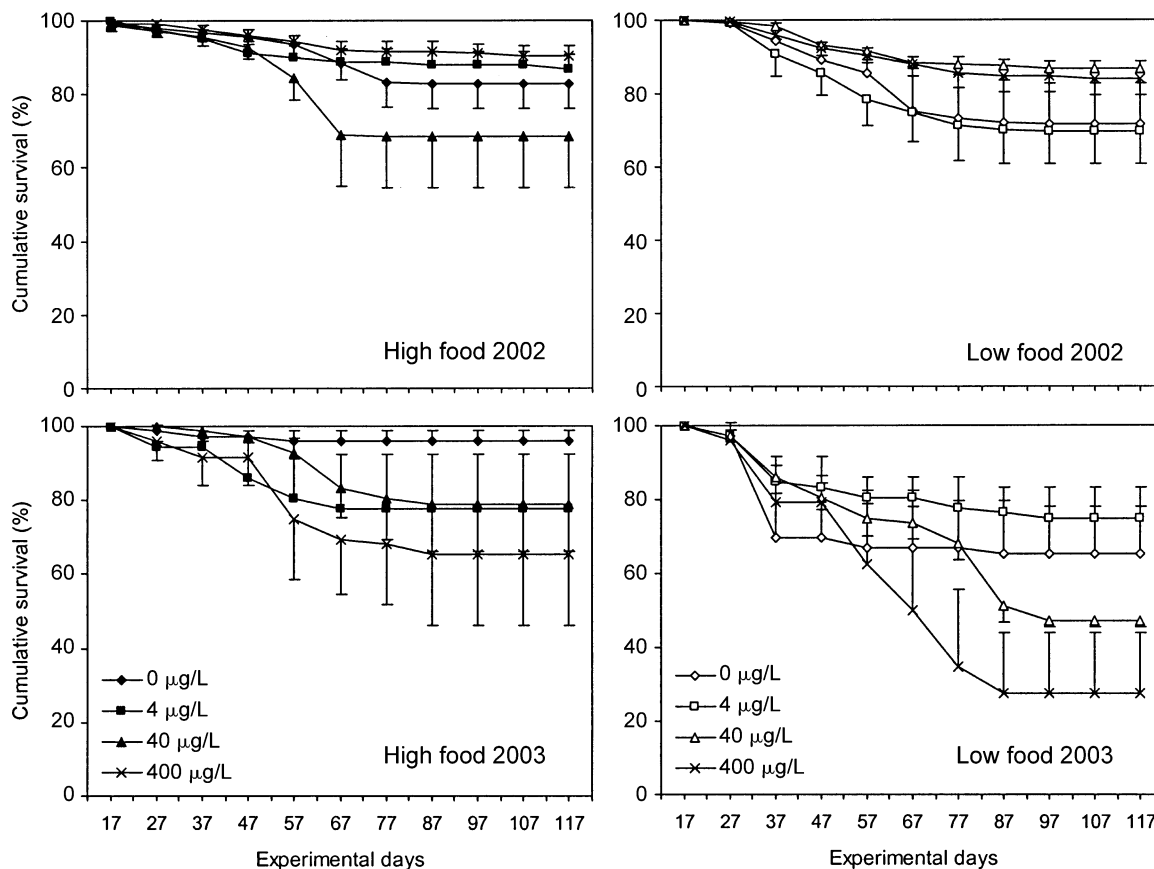 100
80
60
40
20
0
Cumulative survival (%)
High food 2002
100
80
60
40
20
0
Low food 2002
100
80
60
40
20
0
Cumulative survival (%)
0 μg/L
4 μg/L
40 μg/L
400 μg/L
High food 2003
17 27 37 47 57 67 77 87 97 107 117
Experimental days
100
80
60
40
20
0
0 μg/L
4 μg/L
40 μg/L
400 μg/L
Low food 2003
17 27 37 47 57 67 77 87 97 107 117
Experimental days